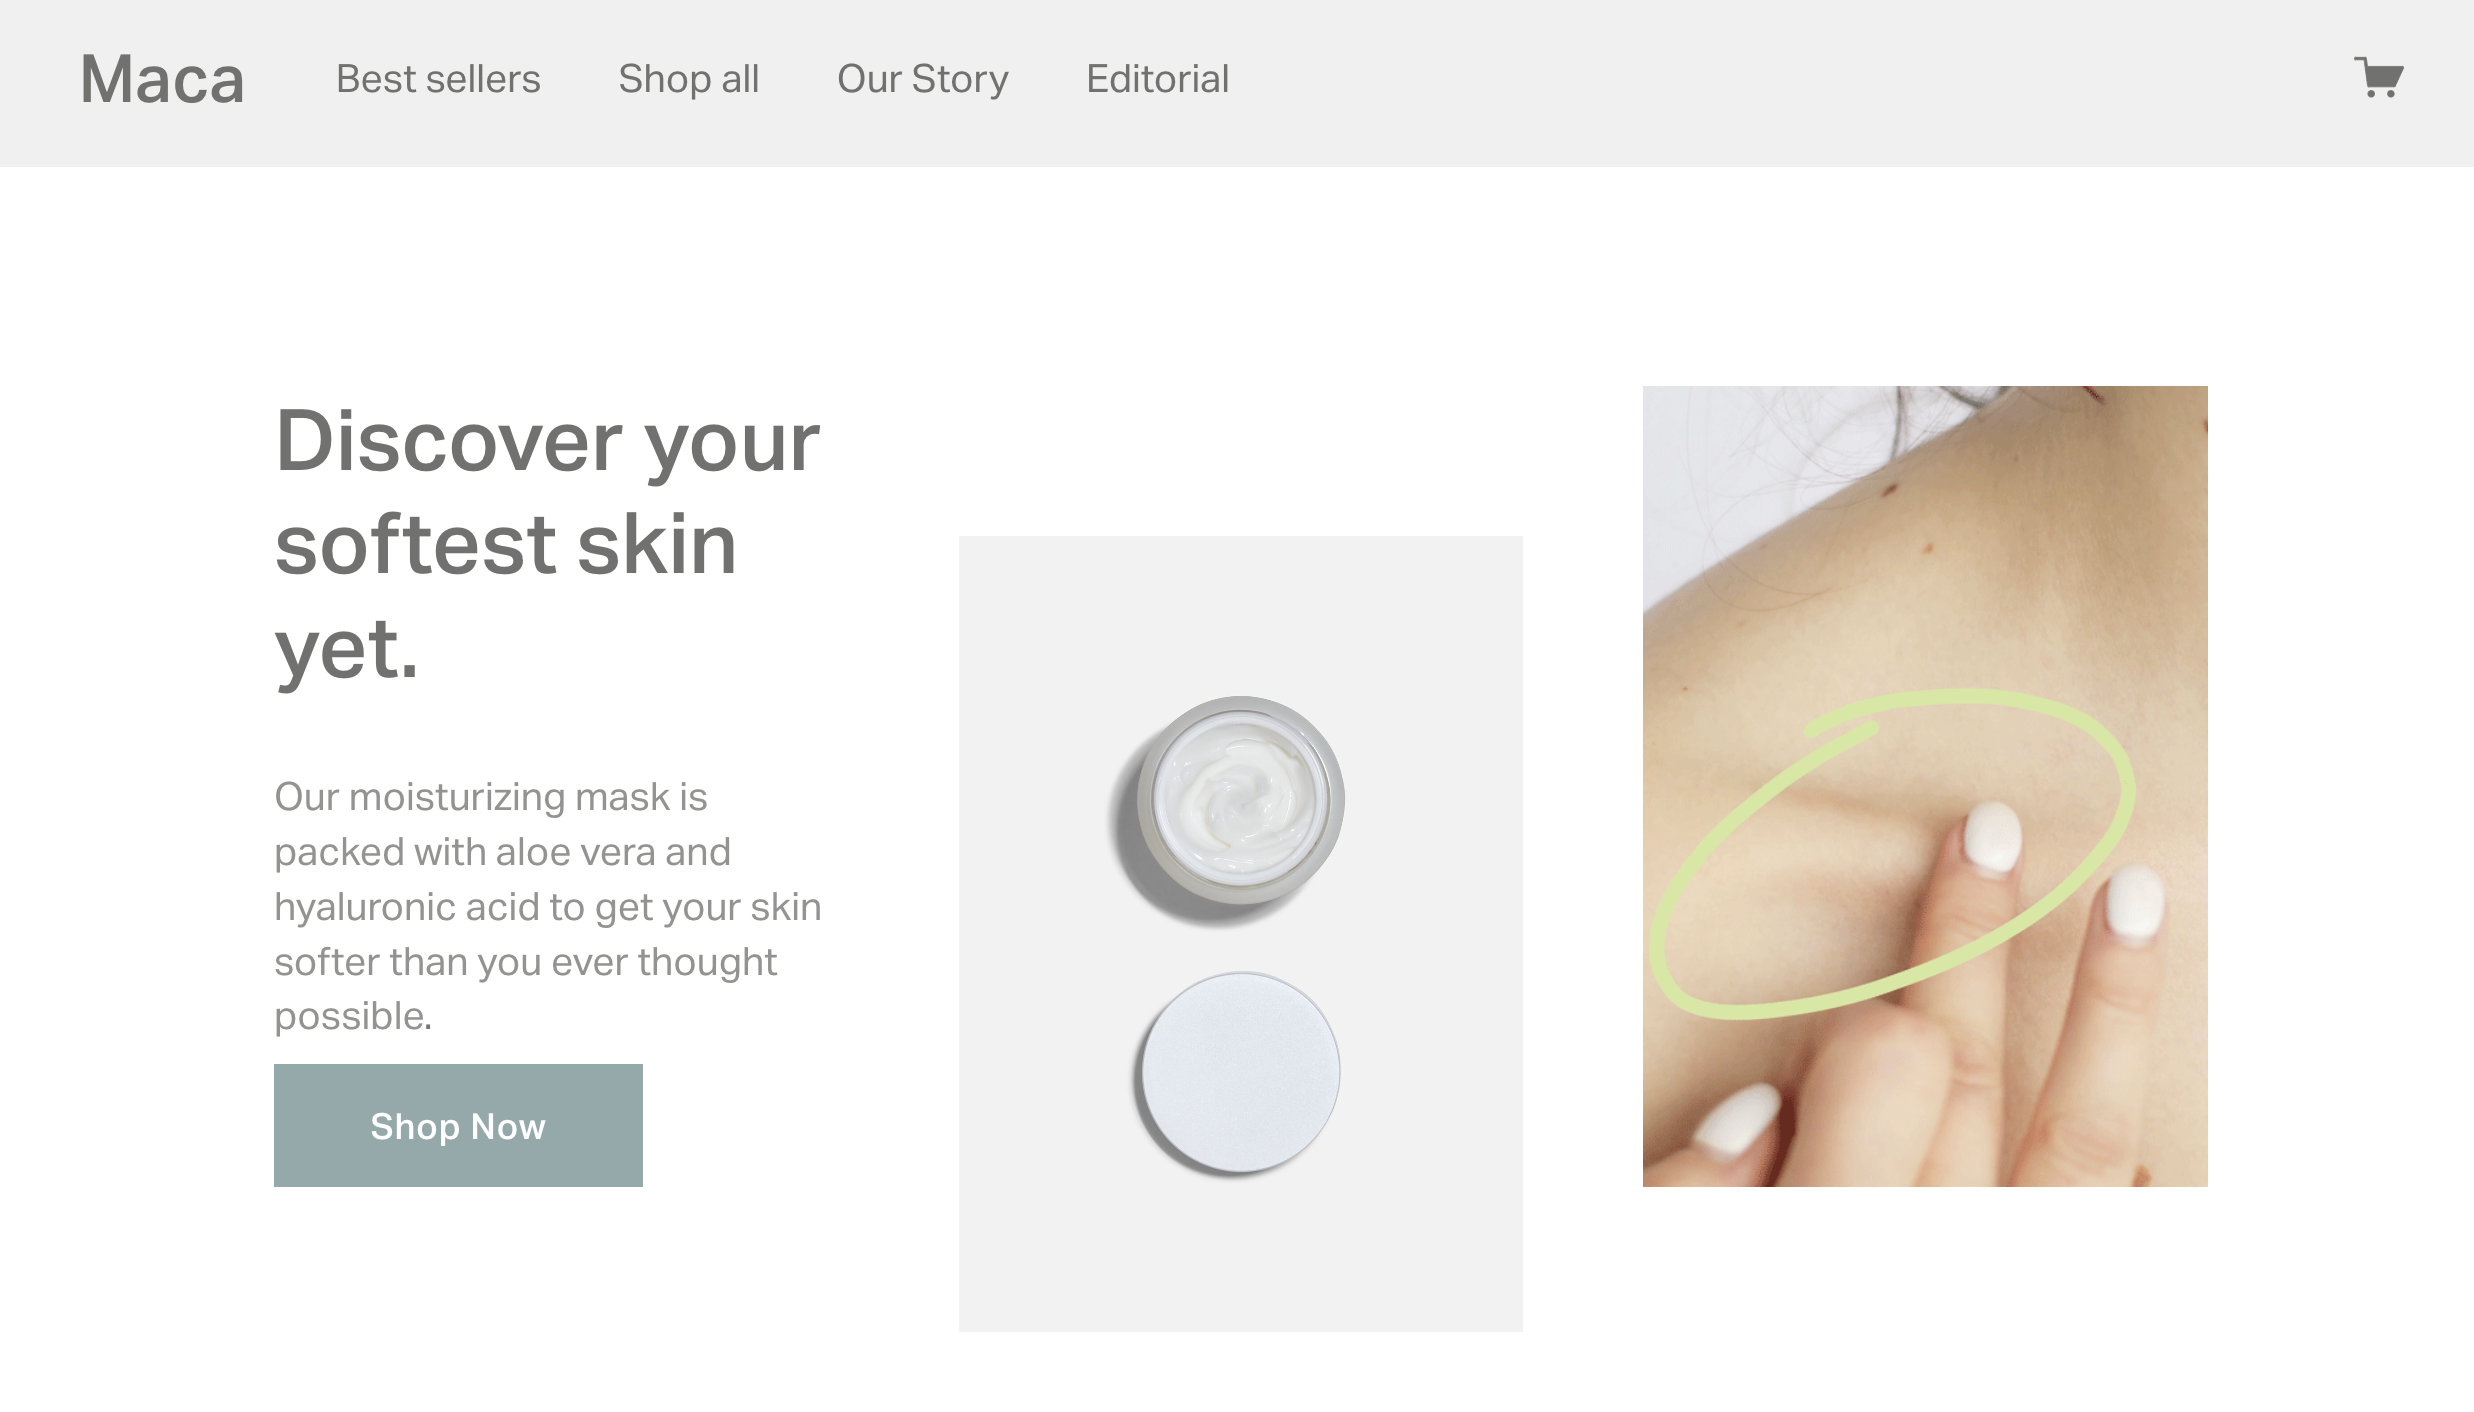 Maca
Best sellers
Shop all
Our Story
Editorial
Discover your
softest skin
yet.
Our moisturizing mask is
packed with aloe vera and
hyaluronic acid to get your skin
softer than you ever thought
possible.
Shop Now